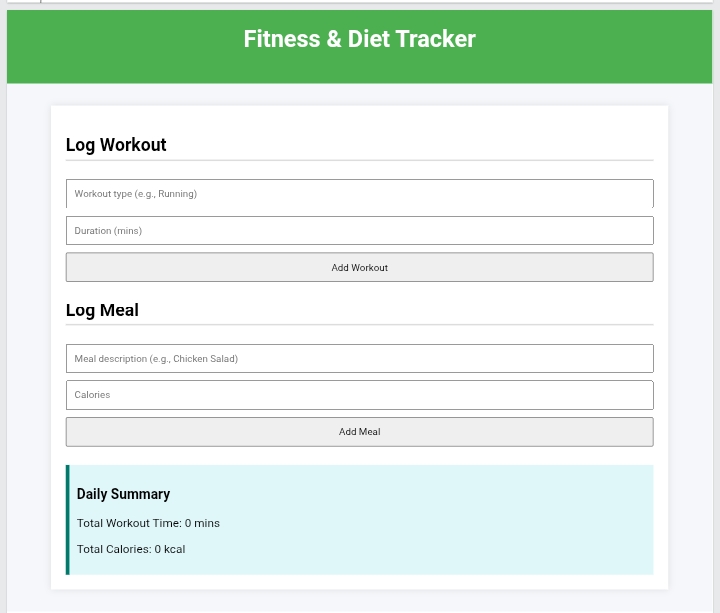 Fitness & Diet Tracker
Log Workout
Workout type (e.g., Running)
Duration (mins)
Add Workout
Log Meal
Meal description (e.g., Chicken Salad)
Calories
Add Meal
Daily Summary
Total Workout Time: 0 mins
Total Calories: 0 kcal